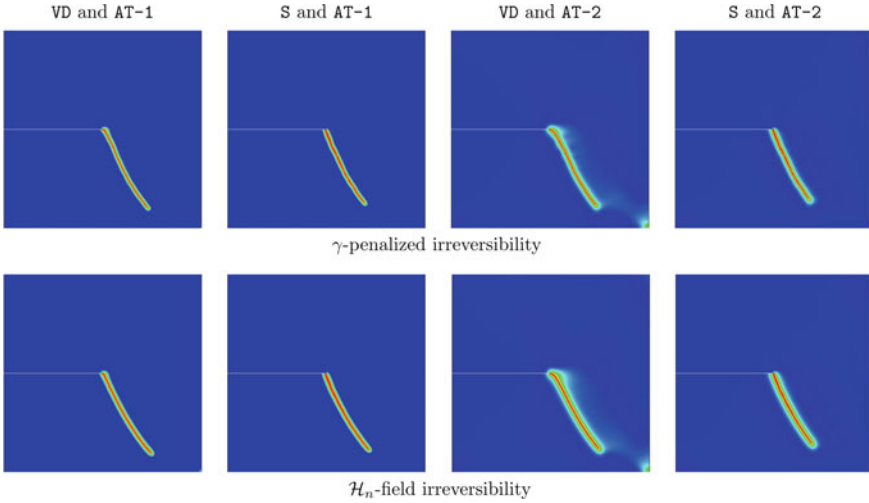 VD and AT-1 S and AT-1 VD and AT-2 S and AT-2
γ-penalized irreversibility
ℋₙ-field irreversibility